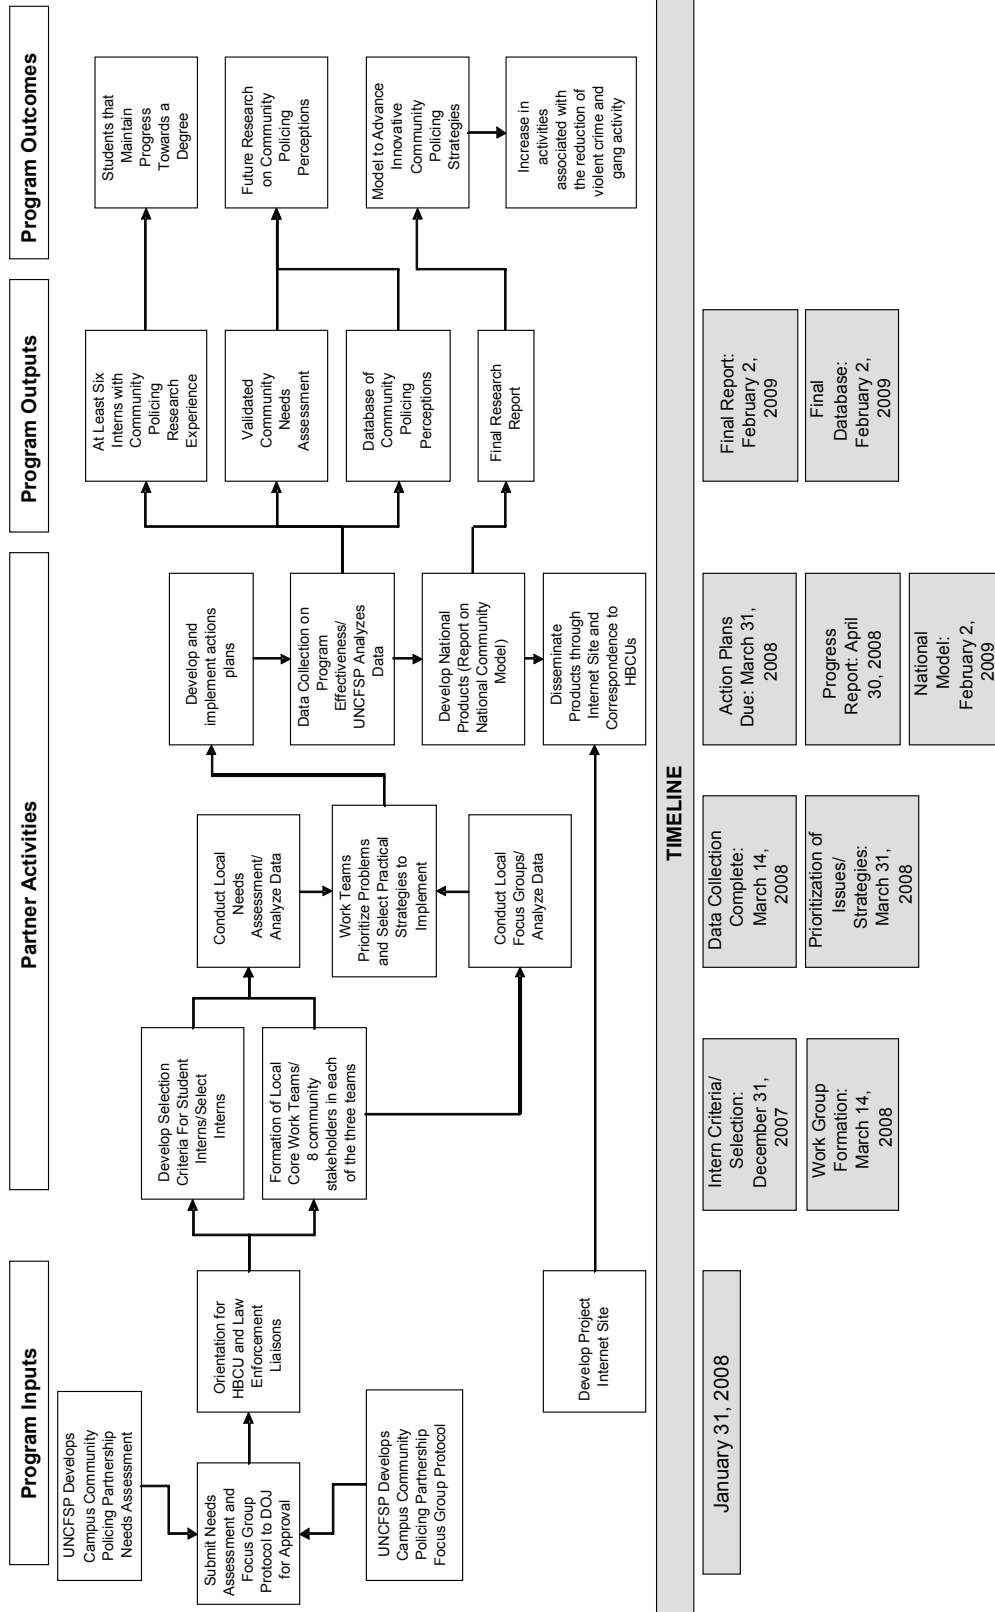 Program Inputs
Partner Activities
Program Outputs
Program Outcomes
UNCFSP Develops
Campus Community
Policing Partnership
Needs Assessment
Submit Needs
Assessment and
Focus Group
Protocol to DOJ
for Approval
UNCFSP Develops
Campus Community
Policing Partnership
Focus Group Protocol
Orientation for
HBCU and Law
Enforcement
Liaisons
Develop Project
Internet Site
Develop Selection
Criteria For Student
Interns/Select
Interns
Formation of Local
Core Work Teams/
8 community
stakeholders in each
of the three teams
Conduct Local
Needs
Assessment/
Analyze Data
Work Teams
Prioritize Problems
and Select Practical
Strategies to
Implement
Conduct Local
Focus Groups/
Analyze Data
Develop and
implement actions
plans
Data Collection on
Program
Effectiveness/
UNCFSP Analyzes
Data
Develop National
Products (Report on
National Community
Model)
Disseminate
Products through
Internet Site and
Correspondence to
HBCUs
At Least Six
Interns with
Community
Policing
Research
Experience
Validated
Community
Needs
Assessment
Database of
Community
Policing
Perceptions
Final Research
Report
Students that
Maintain
Progress
Towards a
Degree
Future Research
on Community
Policing
Perceptions
Model to Advance
Innovative
Community
Policing
Strategies
Increase in
activities
associated with
the reduction of
violent crime and
gang activity
TIMELINE
January 31, 2008
Intern Criteria/
Selection:
December 31,
2007
Work Group
Formation:
March 14,
2008
Data Collection
Complete:
March 14,
2008
Prioritization of
Issues/
Strategies:
March 31,
2008
Action Plans
Due: March 31,
2008
Progress
Report: April
30, 2008
National
Model:
February 2,
2009
Final Report:
February 2,
2009
Final
Database:
February 2,
2009